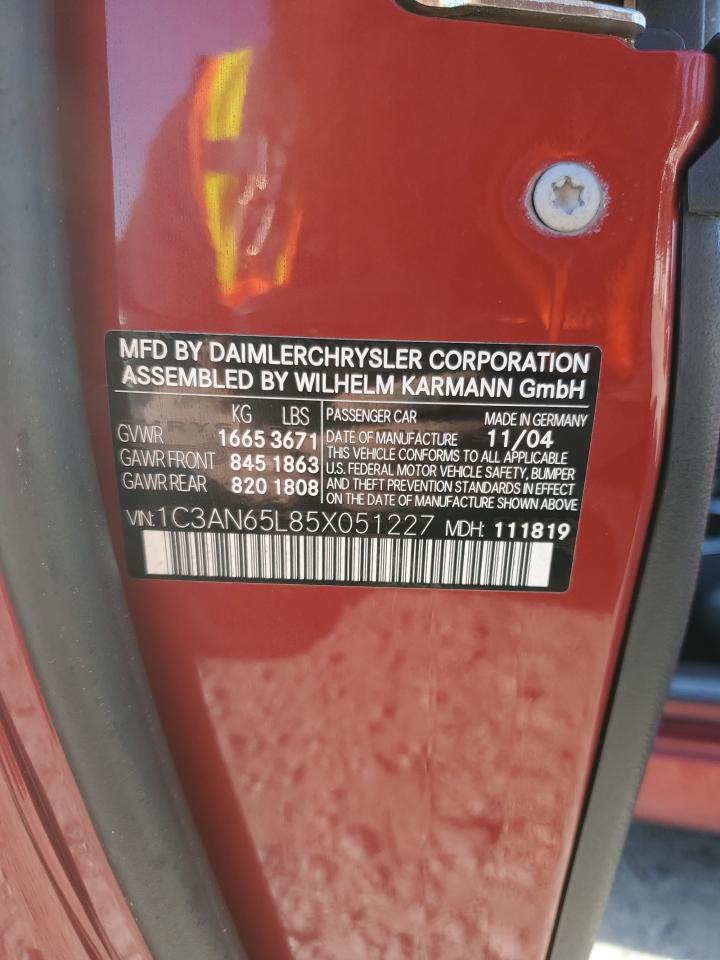 MFD BY DAIMLERCHRYSLER CORPORATION
ASSEMBLED BY WILHELM KARMANN GmbH
KG LBS
GVWR 1665 3671
GAWR FRONT 845 1863
GAWR REAR 820 1808
PASSENGER CAR MADE IN GERMANY
DATE OF MANUFACTURE 11/04
THIS VEHICLE CONFORMS TO ALL APPLICABLE
U.S. FEDERAL MOTOR VEHICLE SAFETY, BUMPER
AND THEFT PREVENTION STANDARDS IN EFFECT
ON THE DATE OF MANUFACTURE SHOWN ABOVE
VIN: 1C3AN65L85X051227 MDH: 111819